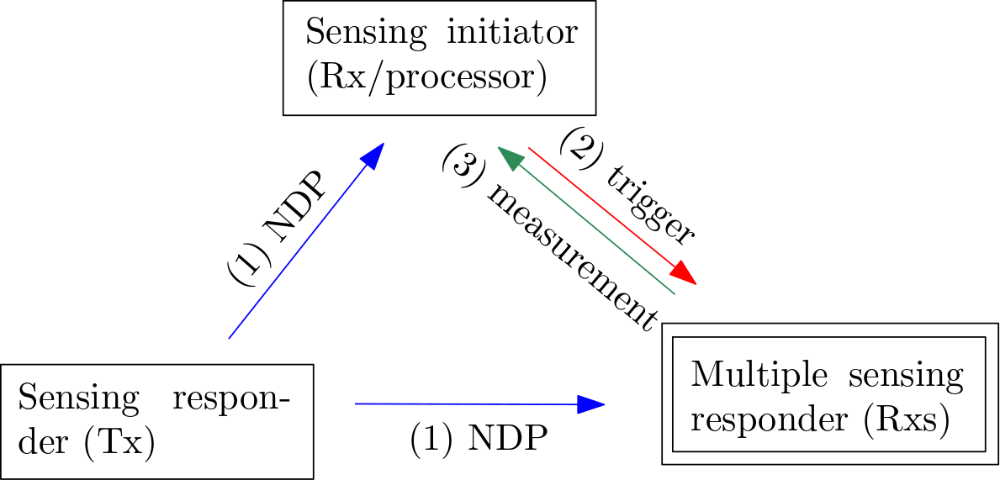 Sensing initiator
(Rx/processor)
(2) trigger
(3) measurement
(1) NDP
Sensing respon-
der (Tx)
(1) NDP
Multiple sensing
responder (Rxs)